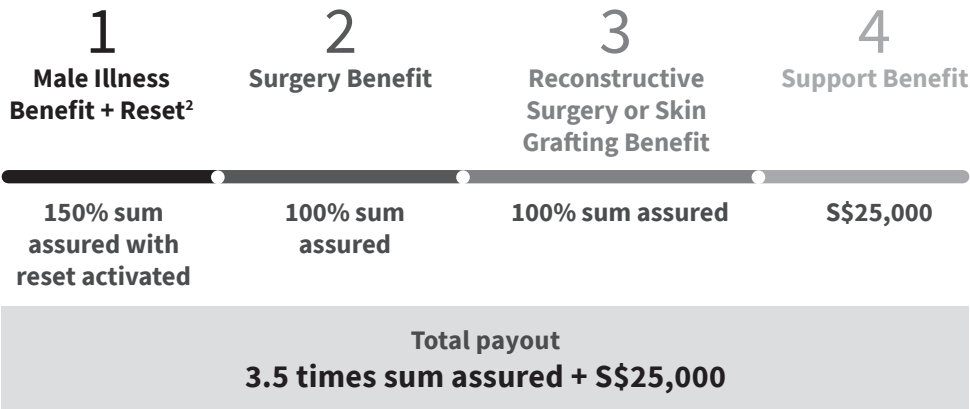 1
Male Illness
Benefit + Reset²
150% sum
assured with
reset activated
2
Surgery Benefit
100% sum
assured
3
Reconstructive
Surgery or Skin
Grafting Benefit
100% sum assured
4
Support Benefit
S$25,000
Total payout
3.5 times sum assured + S$25,000